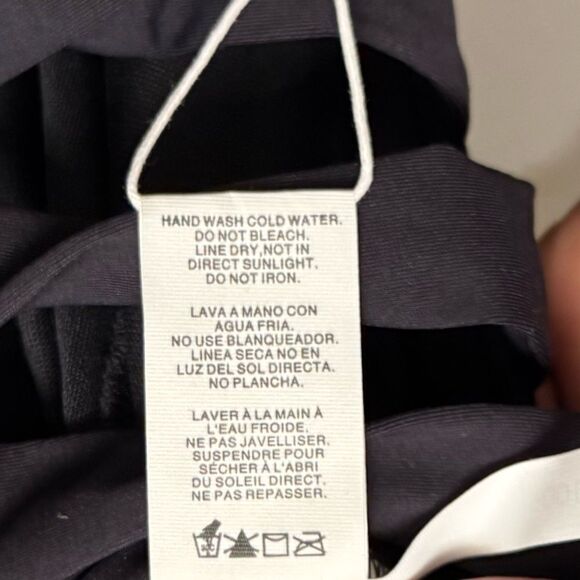 HAND WASH COLD WATER.
DO NOT BLEACH.
LINE DRY,NOT IN
DIRECT SUNLIGHT.
DO NOT IRON.
LAVA A MANO CON
AGUA FRIA.
NO USE BLANQUEADOR.
LINEA SECA NO EN
LUZ DEL SOL DIRECTA.
NO PLANCHA.
LAVER À LA MAIN À
L'EAU FROIDE.
NE PAS JAVELLISER.
SUSPENDRE POUR
SÉCHER À L'ABRI
DU SOLEIL DIRECT.
NE PAS REPASSER.